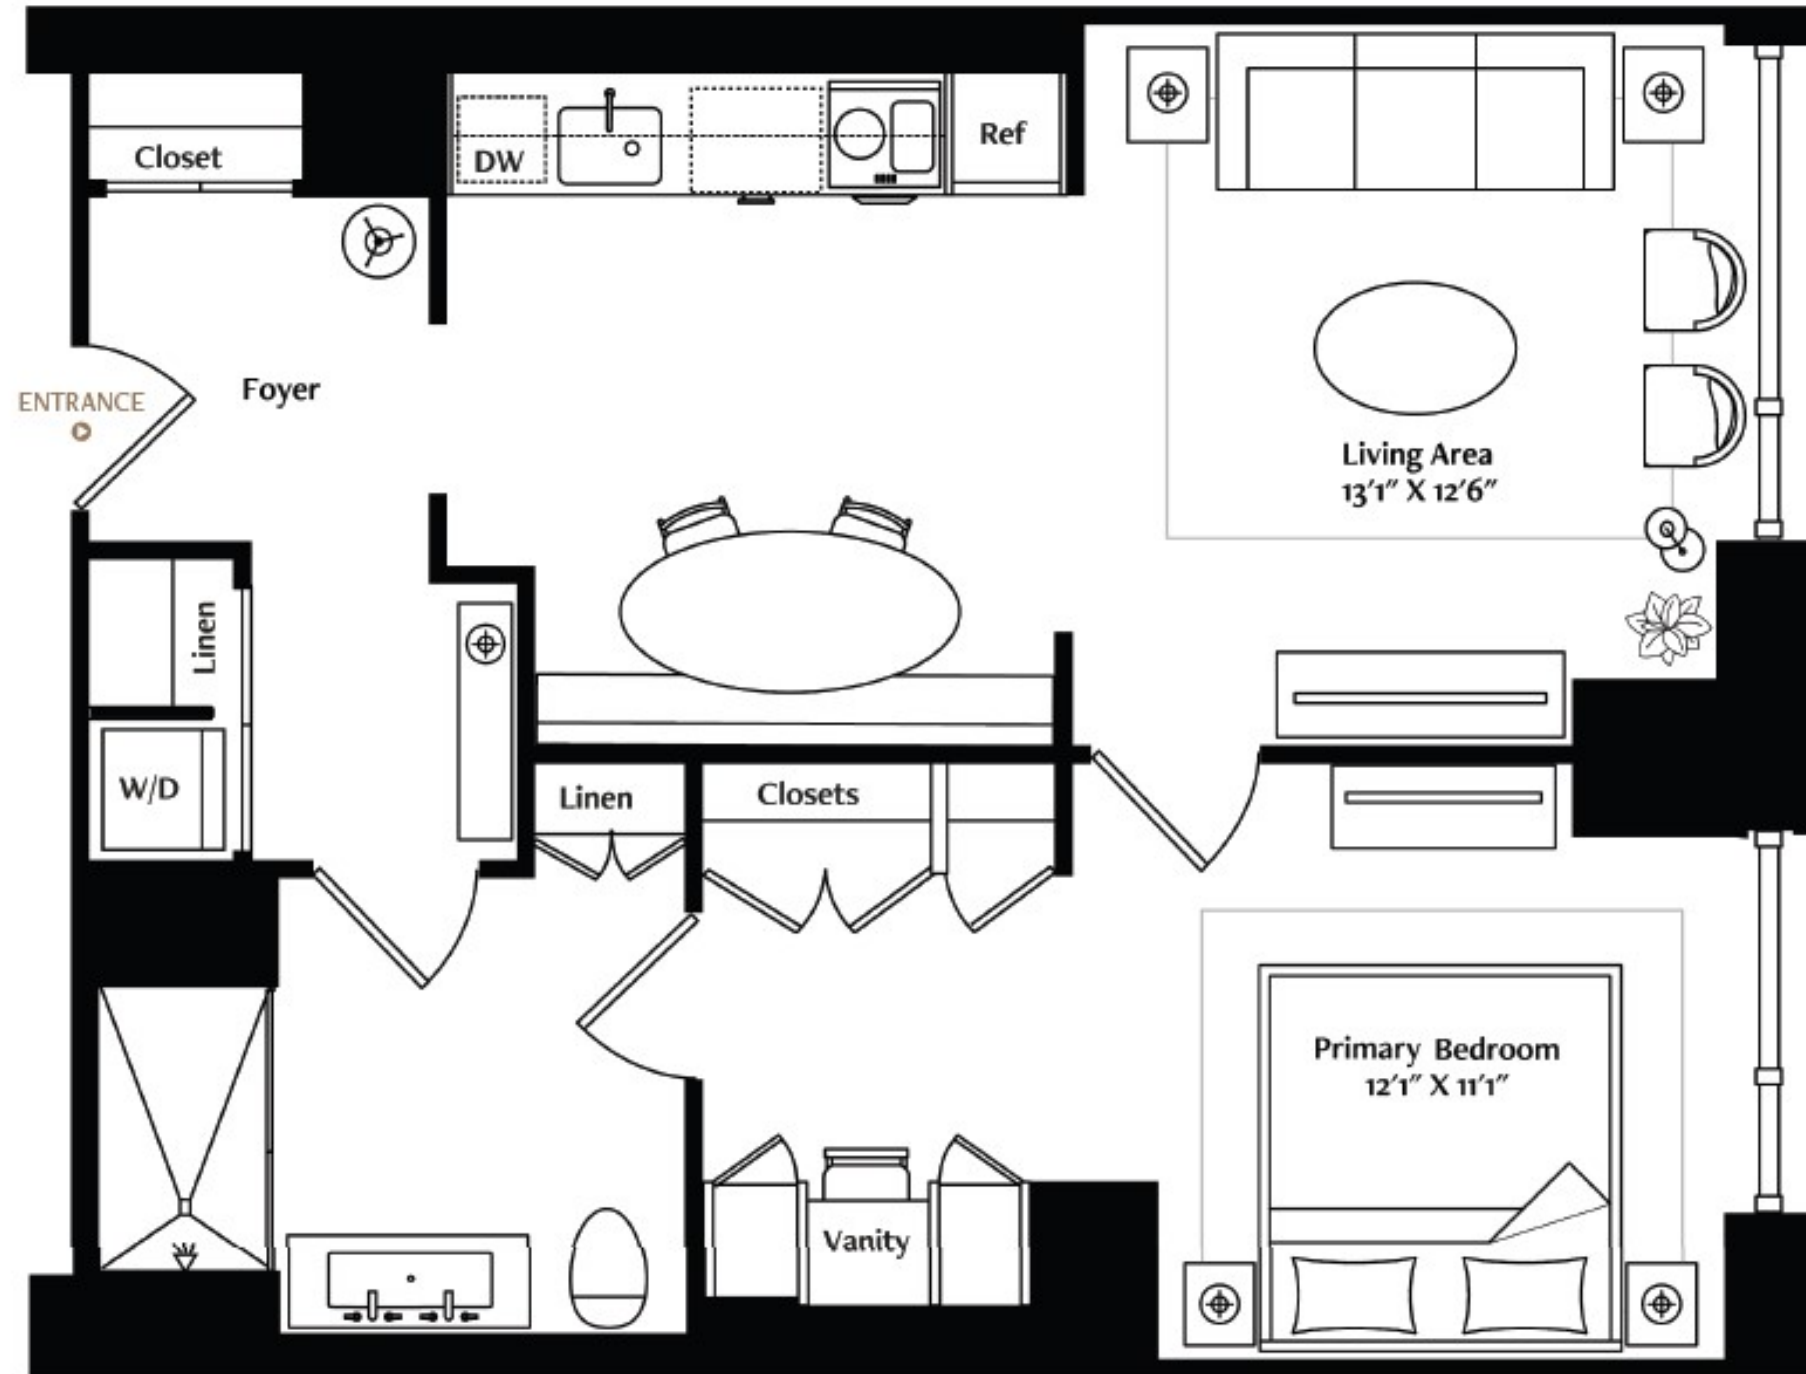 Closet
DW
Ref
ENTRANCE
Foyer
Living Area
13'1" X 12'6"
Linen
W/D
Linen
Closets
Primary Bedroom
12'1" X 11'1"
Vanity